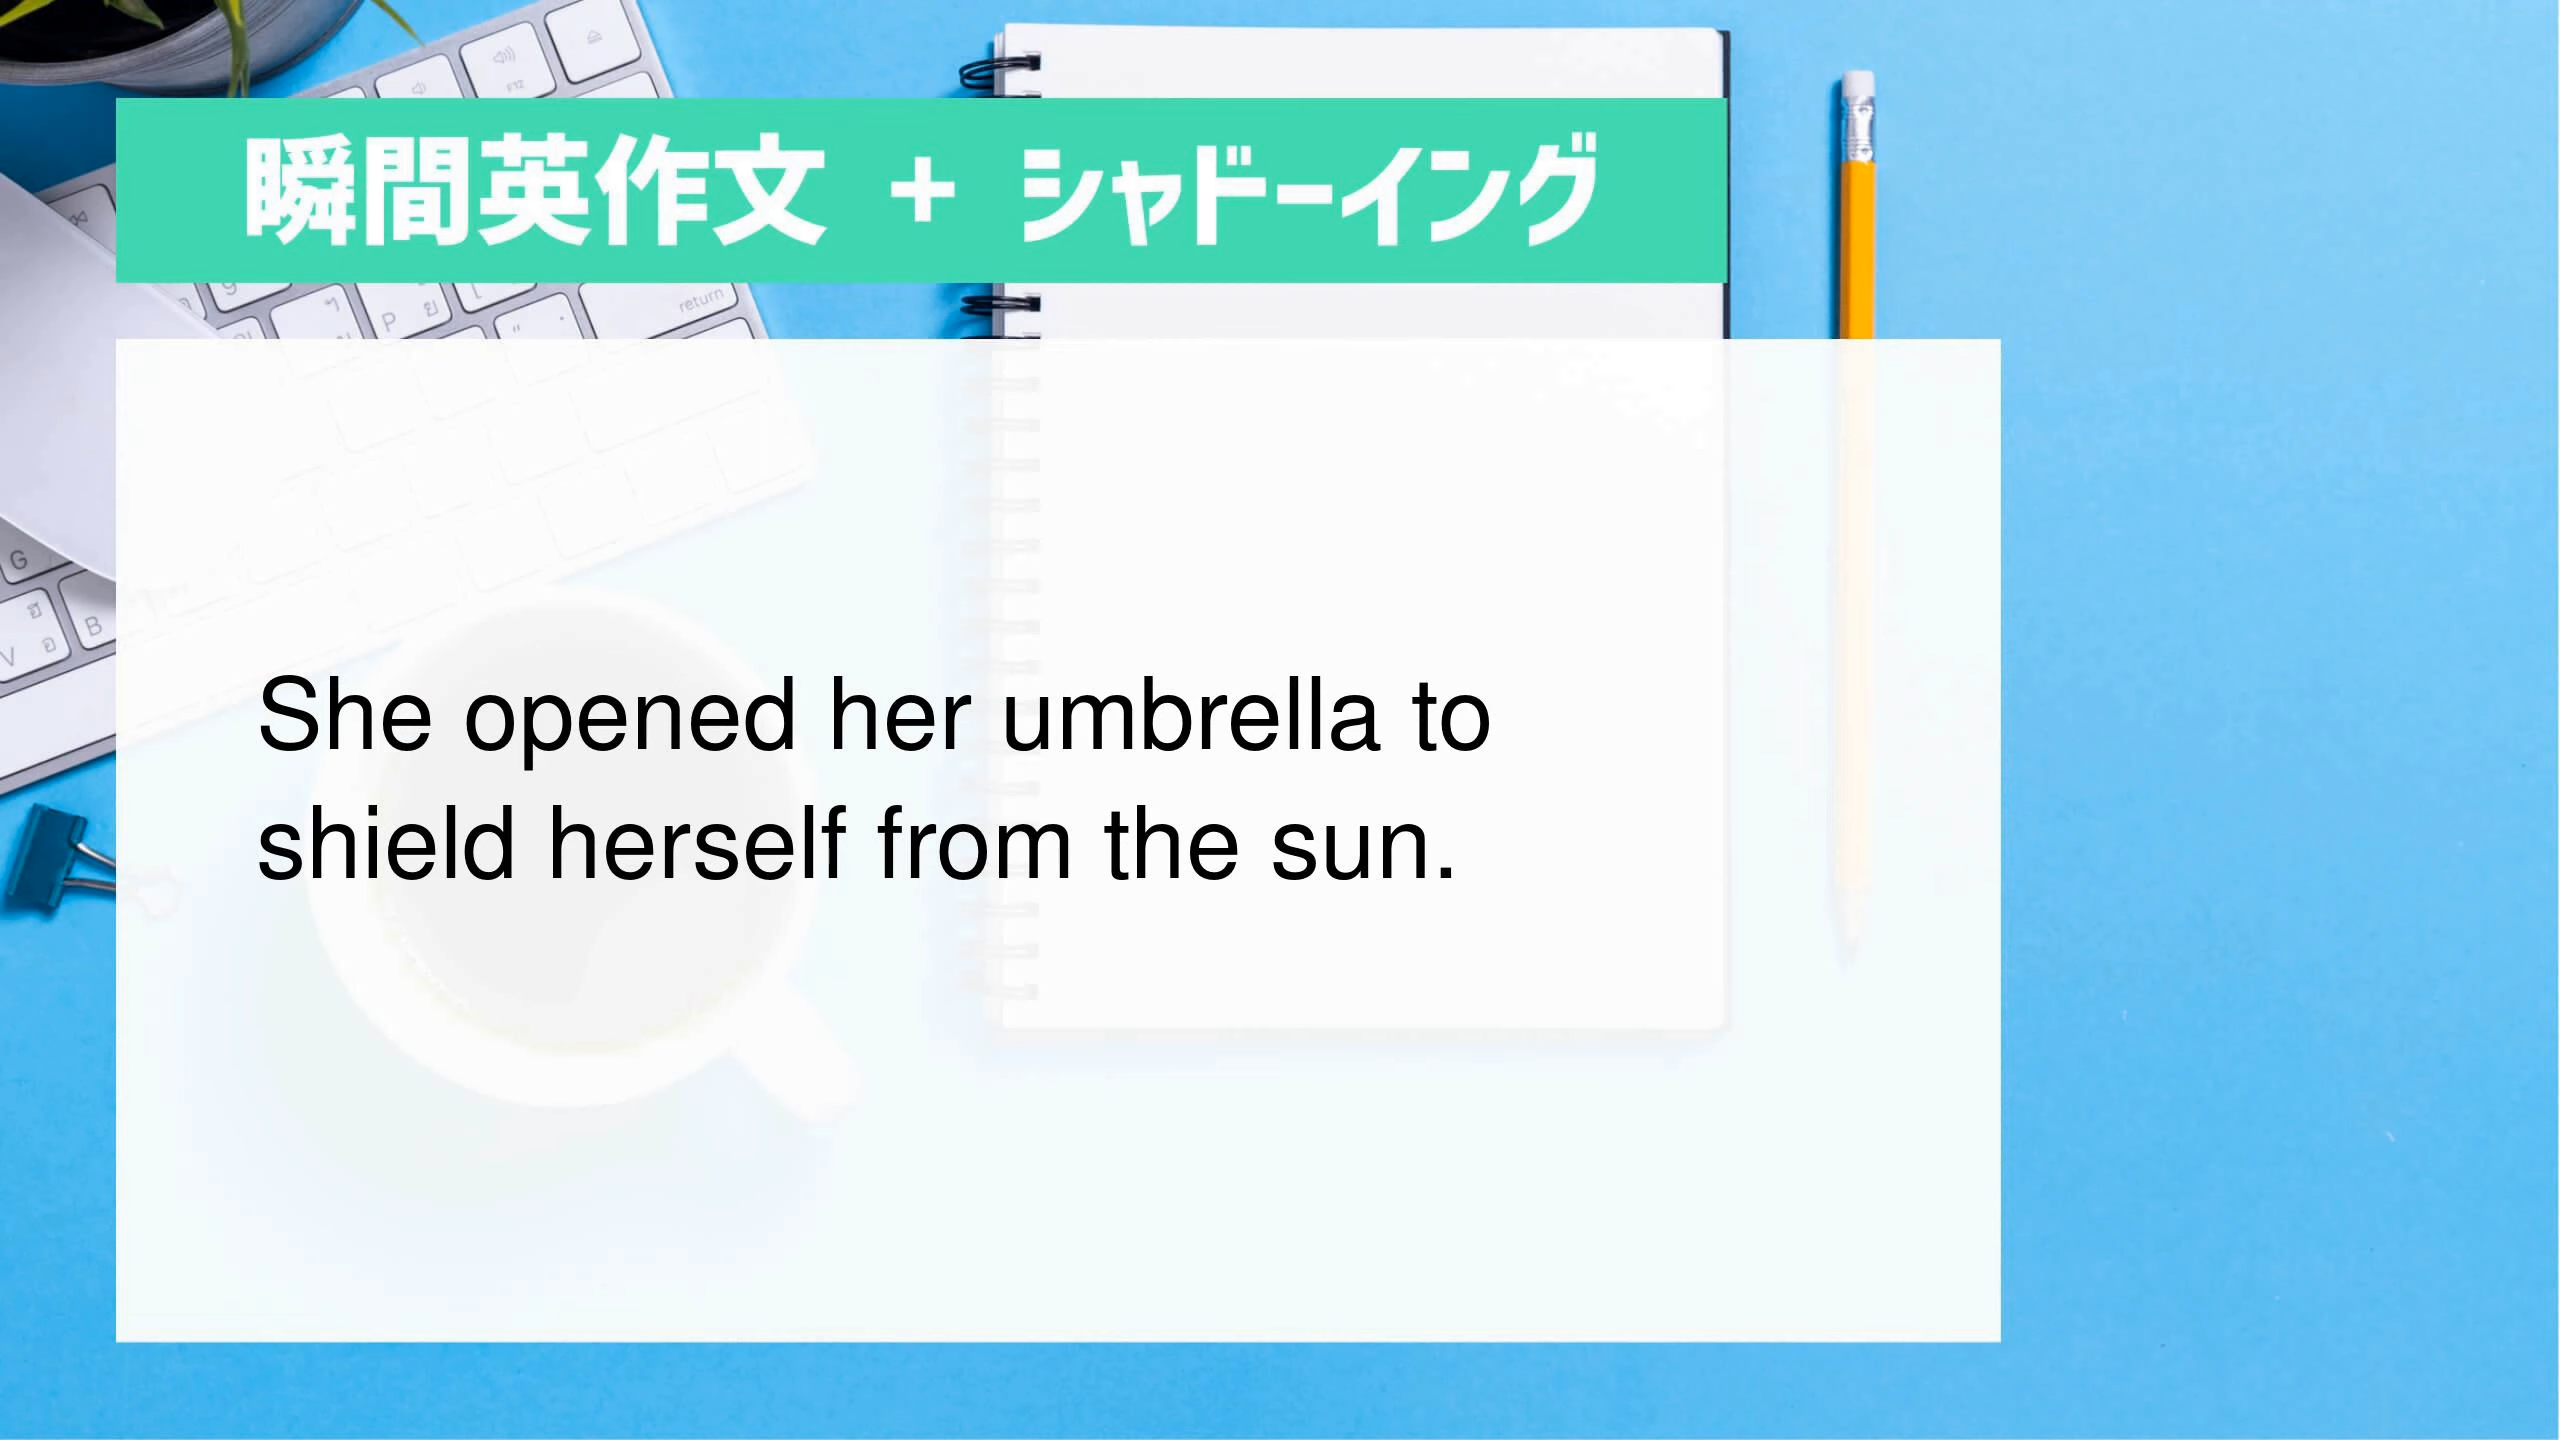 瞬間英作文 + シャドーイング
She opened her umbrella to
shield herself from the sun.